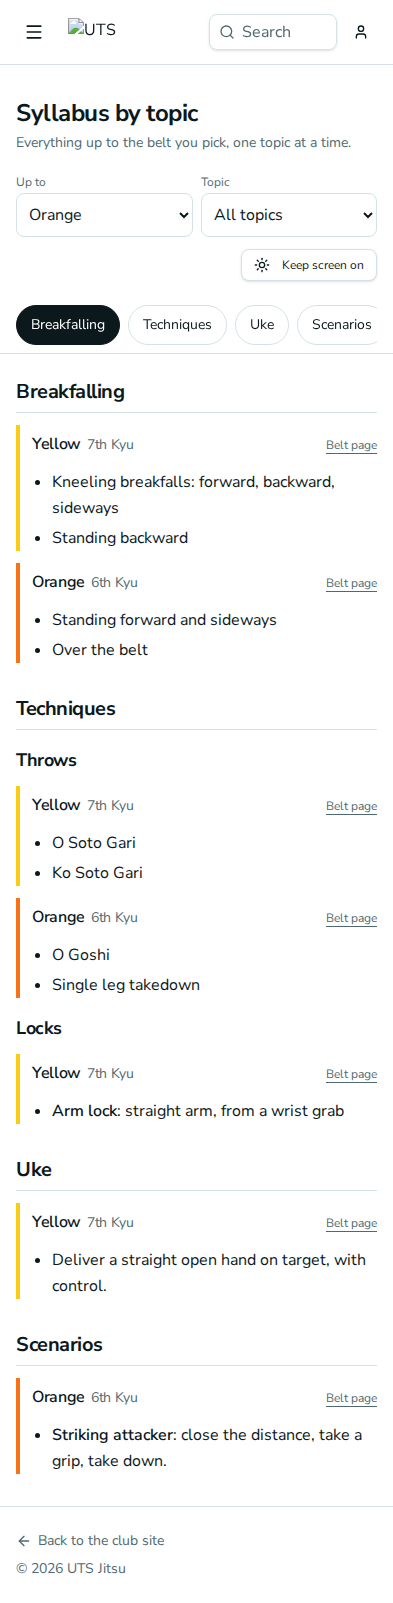 UTS
Search
Syllabus by topic
Everything up to the belt you pick, one topic at a time.
Up to
Topic
Orange
All topics
Keep screen on
Breakfalling
Techniques
Uke
Scenarios
Breakfalling
Yellow 7th Kyu
Belt page
Kneeling breakfalls: forward, backward,
sideways
Standing backward
Orange 6th Kyu
Belt page
Standing forward and sideways
Over the belt
Techniques
Throws
Yellow 7th Kyu
Belt page
O Soto Gari
Ko Soto Gari
Orange 6th Kyu
Belt page
O Goshi
Single leg takedown
Locks
Yellow 7th Kyu
Belt page
Arm lock: straight arm, from a wrist grab
Uke
Yellow 7th Kyu
Belt page
Deliver a straight open hand on target, with
control.
Scenarios
Orange 6th Kyu
Belt page
Striking attacker: close the distance, take a
grip, take down.
Back to the club site
© 2026 UTS Jitsu